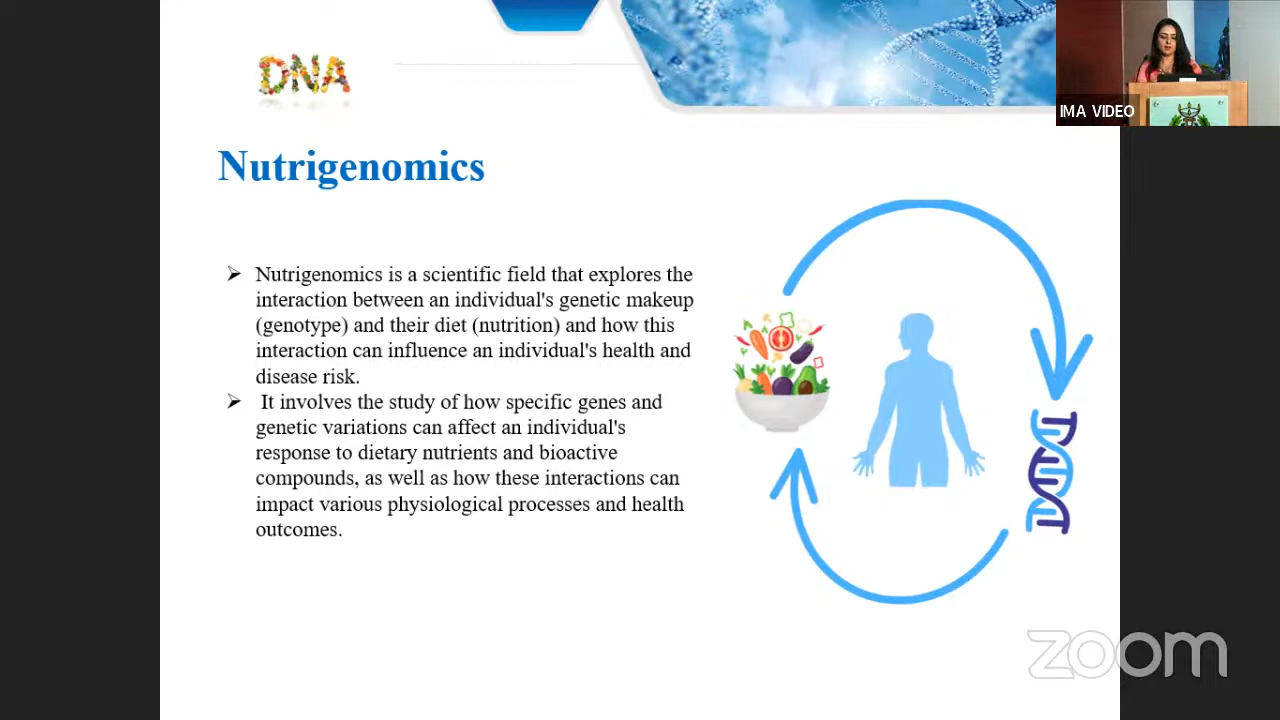 DNA
IMA VIDEO
Nutrigenomics
➢ Nutrigenomics is a scientific field that explores the
interaction between an individual's genetic makeup
(genotype) and their diet (nutrition) and how this
interaction can influence an individual's health and
disease risk.
➢ It involves the study of how specific genes and
genetic variations can affect an individual's
response to dietary nutrients and bioactive
compounds, as well as how these interactions can
impact various physiological processes and health
outcomes.
zoom